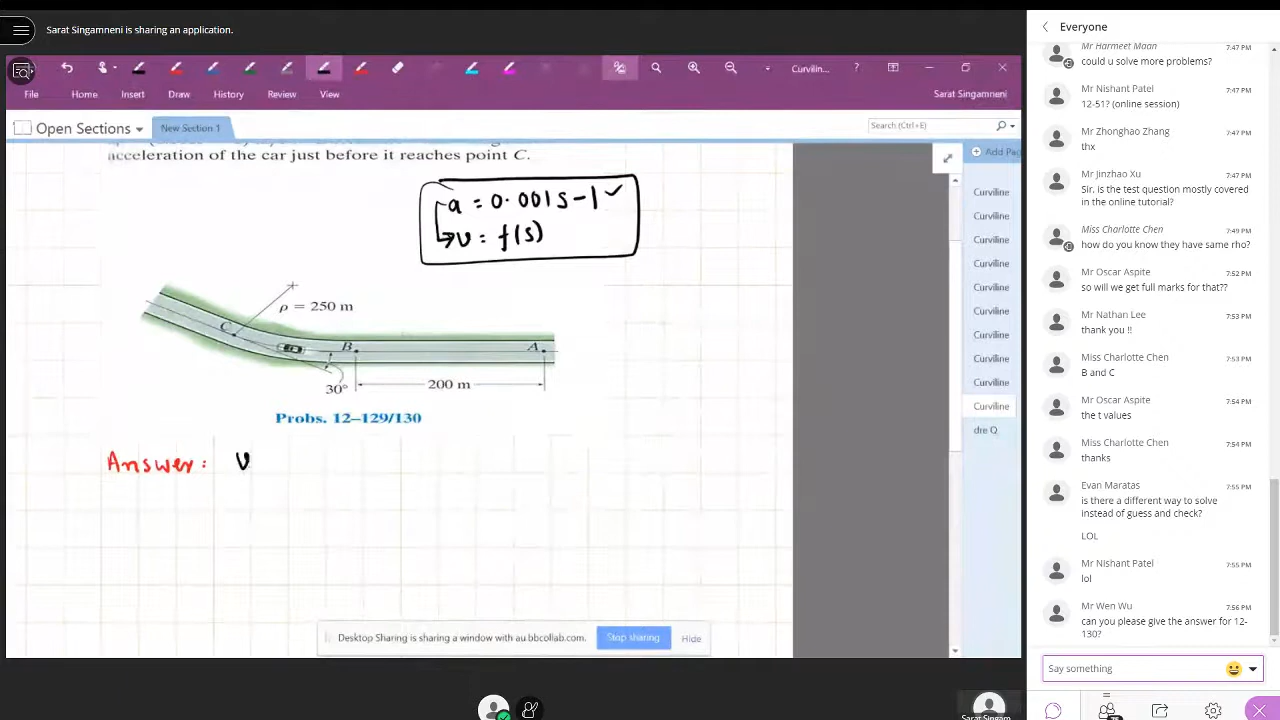 Sarat Singamneni is sharing an application.
Curvilin...
File
Home
Insert
Draw
History
Review
View
Sarat Singamneni
Open Sections
New Section 1
Search (Ctrl+E)
Add Pag
acceleration of the car just before it reaches point C.
a = 0.001s-1
v = f(s)
ρ = 250 m
C
B
A
30°
200 m
Probs. 12–129/130
Answer: v
Curviline
Curviline
Curviline
Curviline
Curviline
Curviline
Curviline
Curviline
Curviline
Curviline
dre Q
Desktop Sharing is sharing a window with au.bbcollab.com.
Stop sharing
Hide
Sarat Singam
Everyone
Mr Harmeet Maan
7:47 PM
could u solve more problems?
Mr Nishant Patel
7:47 PM
12-51? (online session)
Mr Zhonghao Zhang
7:47 PM
thx
Mr Jinzhao Xu
7:47 PM
Sir. is the test question mostly covered
in the online tutorial?
Miss Charlotte Chen
7:49 PM
how do you know they have same rho?
Mr Oscar Aspite
7:52 PM
so will we get full marks for that??
Mr Nathan Lee
7:53 PM
thank you !!
Miss Charlotte Chen
7:53 PM
B and C
Mr Oscar Aspite
7:54 PM
the t values
Miss Charlotte Chen
7:54 PM
thanks
Evan Maratas
7:55 PM
is there a different way to solve
instead of guess and check?
LOL
Mr Nishant Patel
7:55 PM
lol
Mr Wen Wu
7:56 PM
can you please give the answer for 12-
130?
Say something